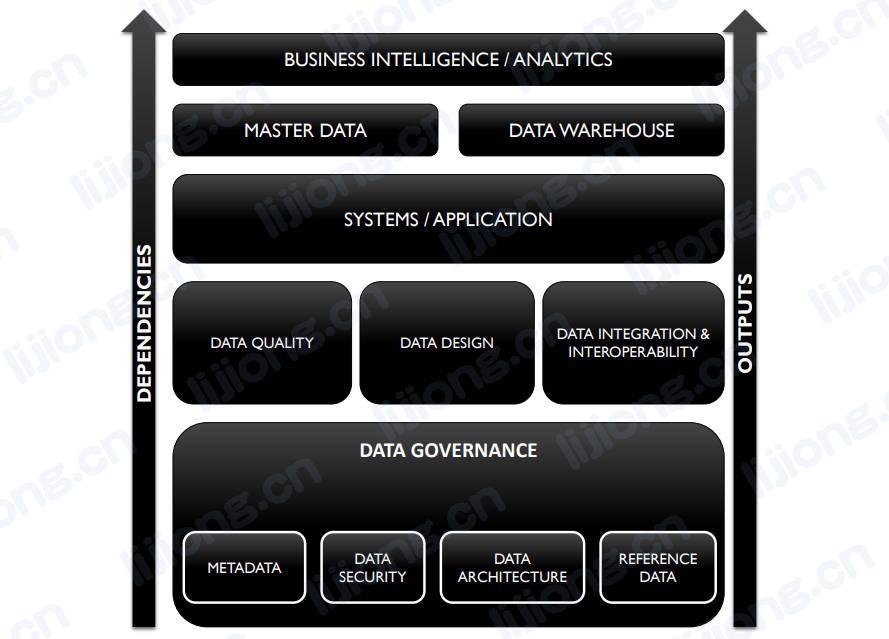 BUSINESS INTELLIGENCE / ANALYTICS
MASTER DATA
DATA WAREHOUSE
SYSTEMS / APPLICATION
DEPENDENCIES
OUTPUTS
DATA QUALITY
DATA DESIGN
DATA INTEGRATION &
INTEROPERABILITY
DATA GOVERNANCE
METADATA
DATA
SECURITY
DATA
ARCHITECTURE
REFERENCE
DATA
lijiong.cn